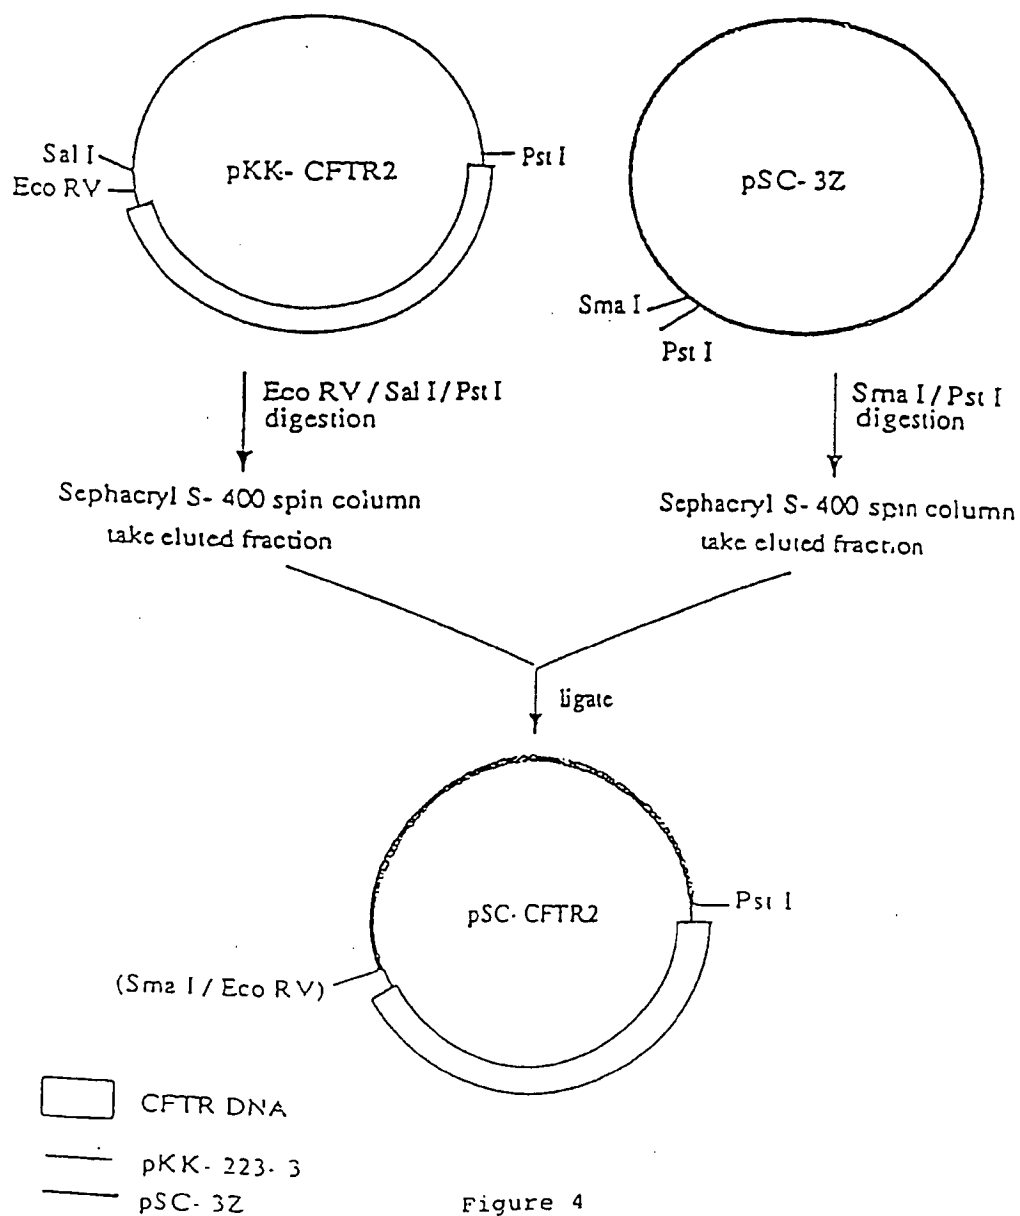 Sal I
Eco RV
pKK- CFTR2
Pst I
pSC- 3Z
Sma I
Pst I
Eco RV / Sal I / Pst I
digestion
Sma I / Pst I
digestion
Sephacryl S- 400 spin column
take eluted fraction
Sephacryl S- 400 spin column
take eluted fraction
ligate
pSC- CFTR2
Pst I
(Sma I / Eco RV)
CFTR DNA
pKK- 223- 3
pSC- 3Z
Figure 4